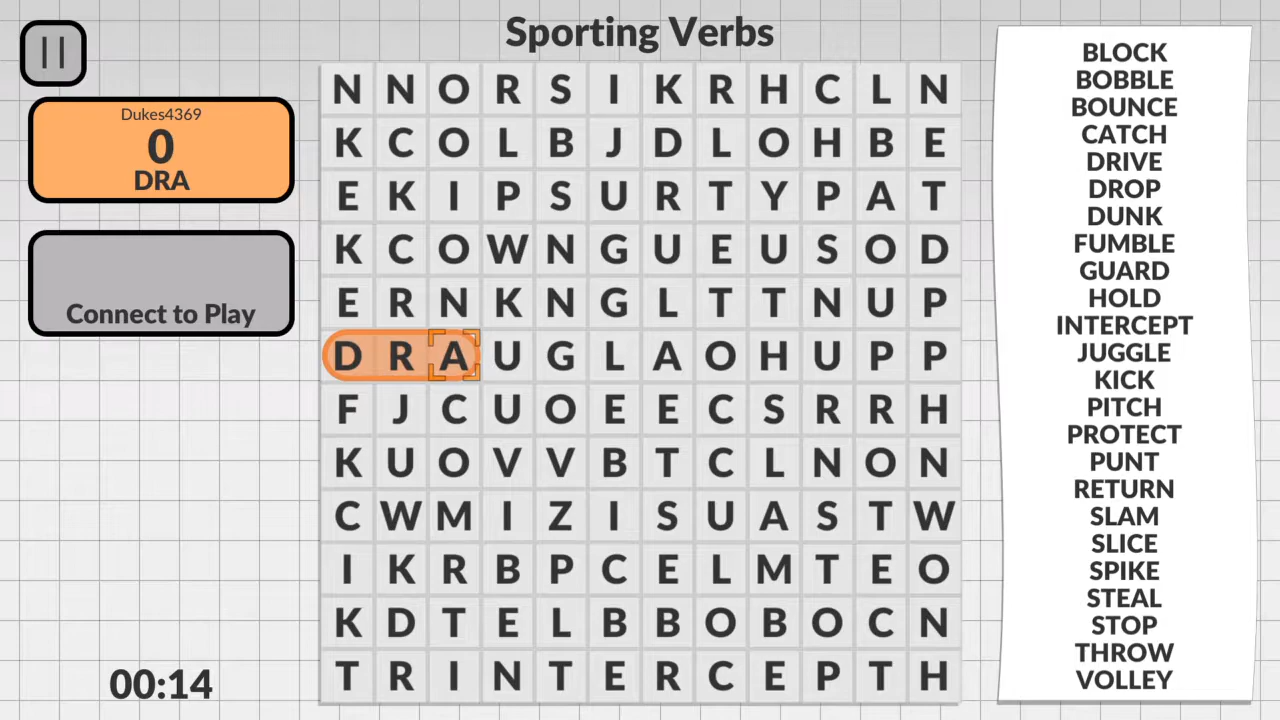 Sporting Verbs
Dukes4369
0
DRA
Connect to Play
00:14
N N O R S I K R H C L N
K C O L B J D L O H B E
E K I P S U R T Y P A T
K C O W N G U E U S O D
E R N K N G L T T N U P
D R A U G L A O H U P P
F J C U O E E C S R R H
K U O V V B T C L N O N
C W M I Z I S U A S T W
I K R B P C E L M T E O
K D T E L B B O B O C N
T R I N T E R C E P T H
BLOCK
BOBBLE
BOUNCE
CATCH
DRIVE
DROP
DUNK
FUMBLE
GUARD
HOLD
INTERCEPT
JUGGLE
KICK
PITCH
PROTECT
PUNT
RETURN
SLAM
SLICE
SPIKE
STEAL
STOP
THROW
VOLLEY